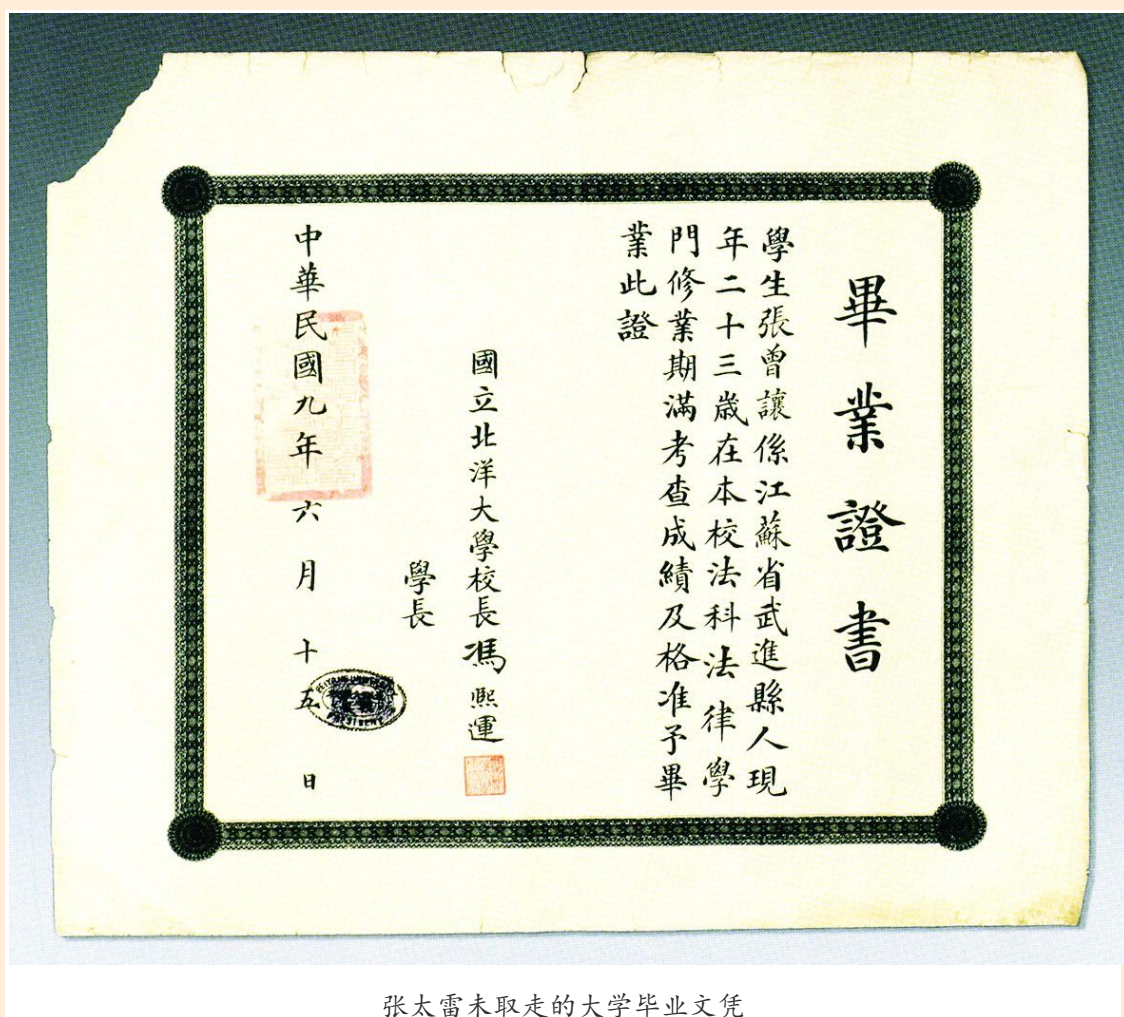 畢業證書
學生張曾讓係江蘇省武進縣人現
年二十三歲在本校法科法律學
門修業期滿考查成績及格准予畢
業此證
國立北洋大學校長馮熙運
學長
中華民國九年六月十五日
张太雷未取走的大学毕业文凭